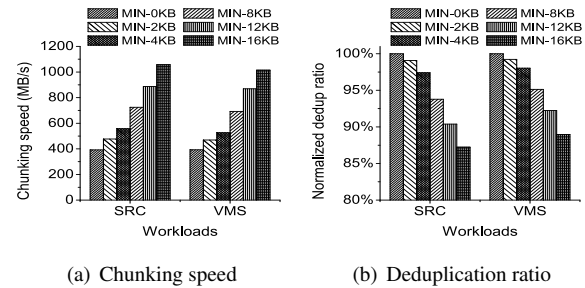 MIN-0KB MIN-8KB
MIN-2KB MIN-12KB
MIN-4KB MIN-16KB
Chunking speed (MB/s)
1200
1000
800
600
400
200
0
SRC VMS
Workloads
(a) Chunking speed
MIN-0KB MIN-8KB
MIN-2KB MIN-12KB
MIN-4KB MIN-16KB
Normalized dedup ratio
100%
95%
90%
85%
80%
SRC VMS
Workloads
(b) Deduplication ratio